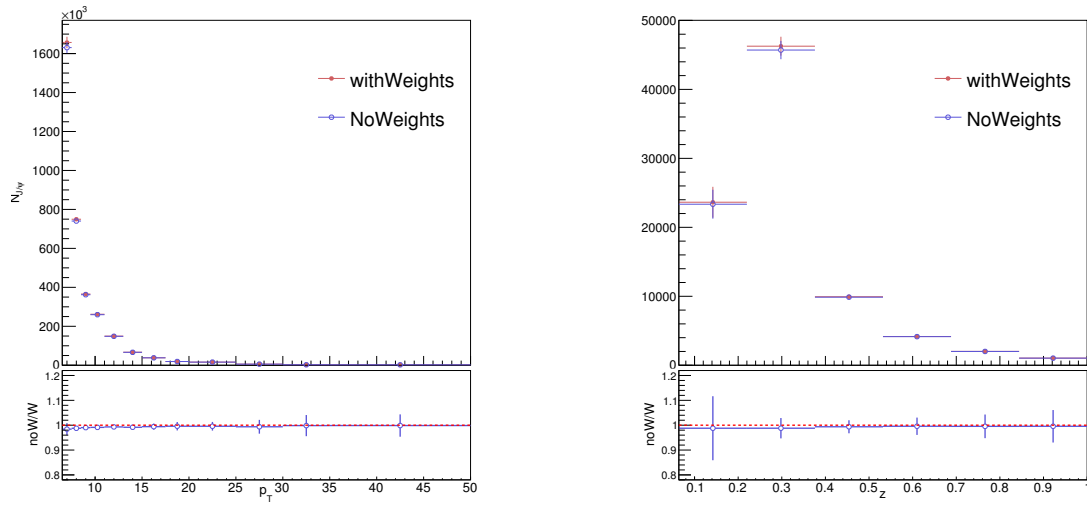 ×10³
1600
1400
1200
1000
800
600
400
200
0
N_{J/ψ}
withWeights
NoWeights
1.2
1.1
1
0.9
0.8
noW/W
10 15 20 25 30 35 40 45 50
p_T
50000
40000
30000
20000
10000
0
withWeights
NoWeights
1.2
1.1
1
0.9
0.8
noW/W
0.1 0.2 0.3 0.4 0.5 0.6 0.7 0.8 0.9 1
z